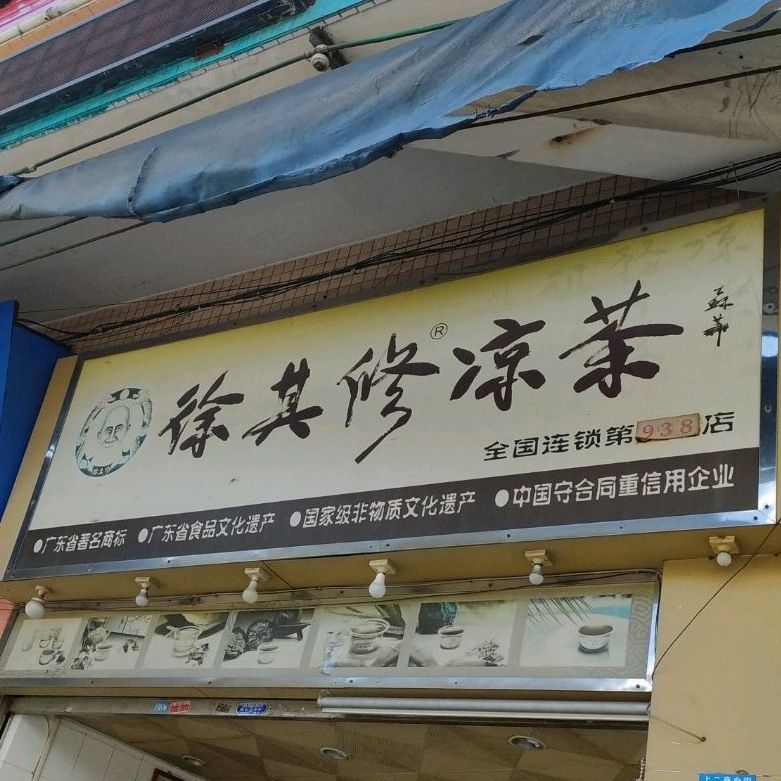 徐其修®凉茶
全国连锁第938店
●广东省著名商标 ●广东省食品文化遗产 ●国家级非物质文化遗产 ●中国守合同重信用企业